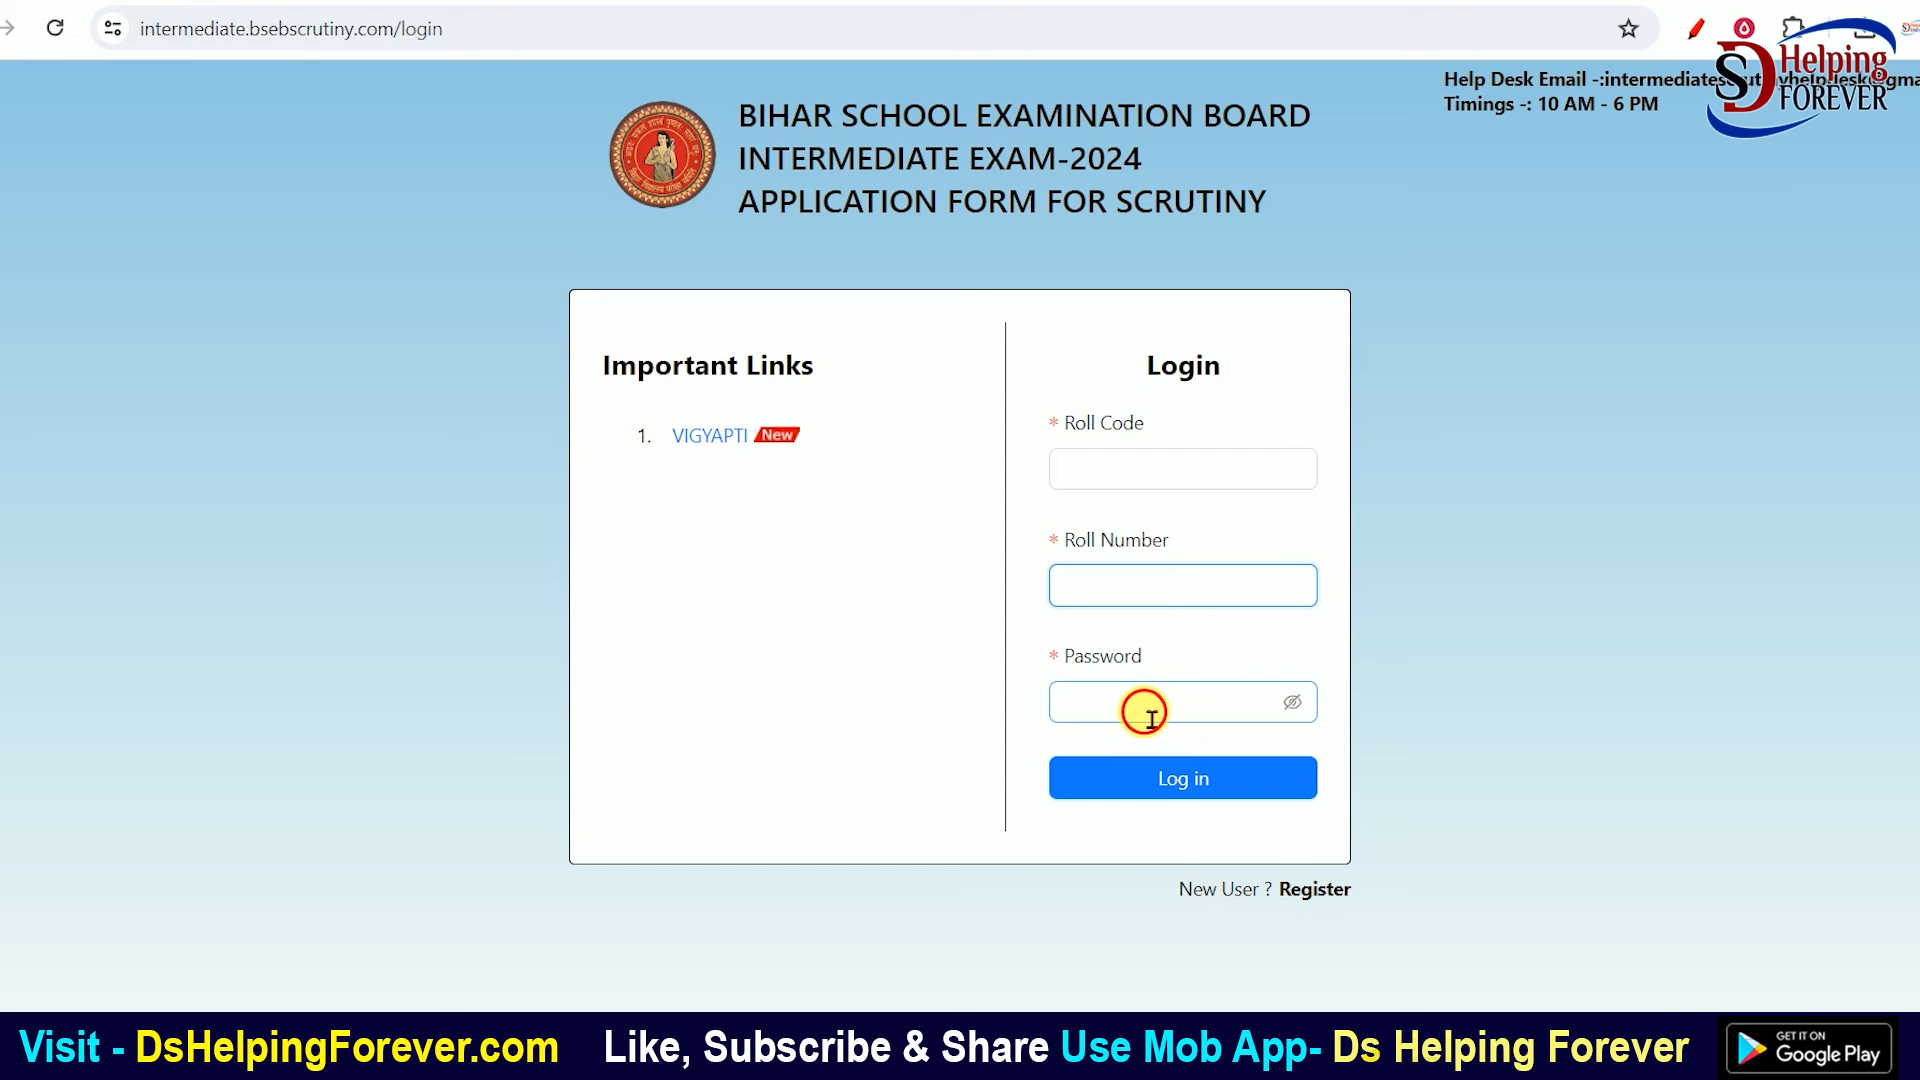 intermediate.bsebscrutiny.com/login
Help Desk Email -:
Timings -: 10 AM - 6 PM
Helping
FOREVER
BIHAR SCHOOL EXAMINATION BOARD
INTERMEDIATE EXAM-2024
APPLICATION FORM FOR SCRUTINY
Important Links
1. VIGYAPTI New
Login
* Roll Code
* Roll Number
* Password
Log in
New User ? Register
Visit - DsHelpingForever.com Like, Subscribe & Share Use Mob App- Ds Helping Forever
GET IT ON
Google Play